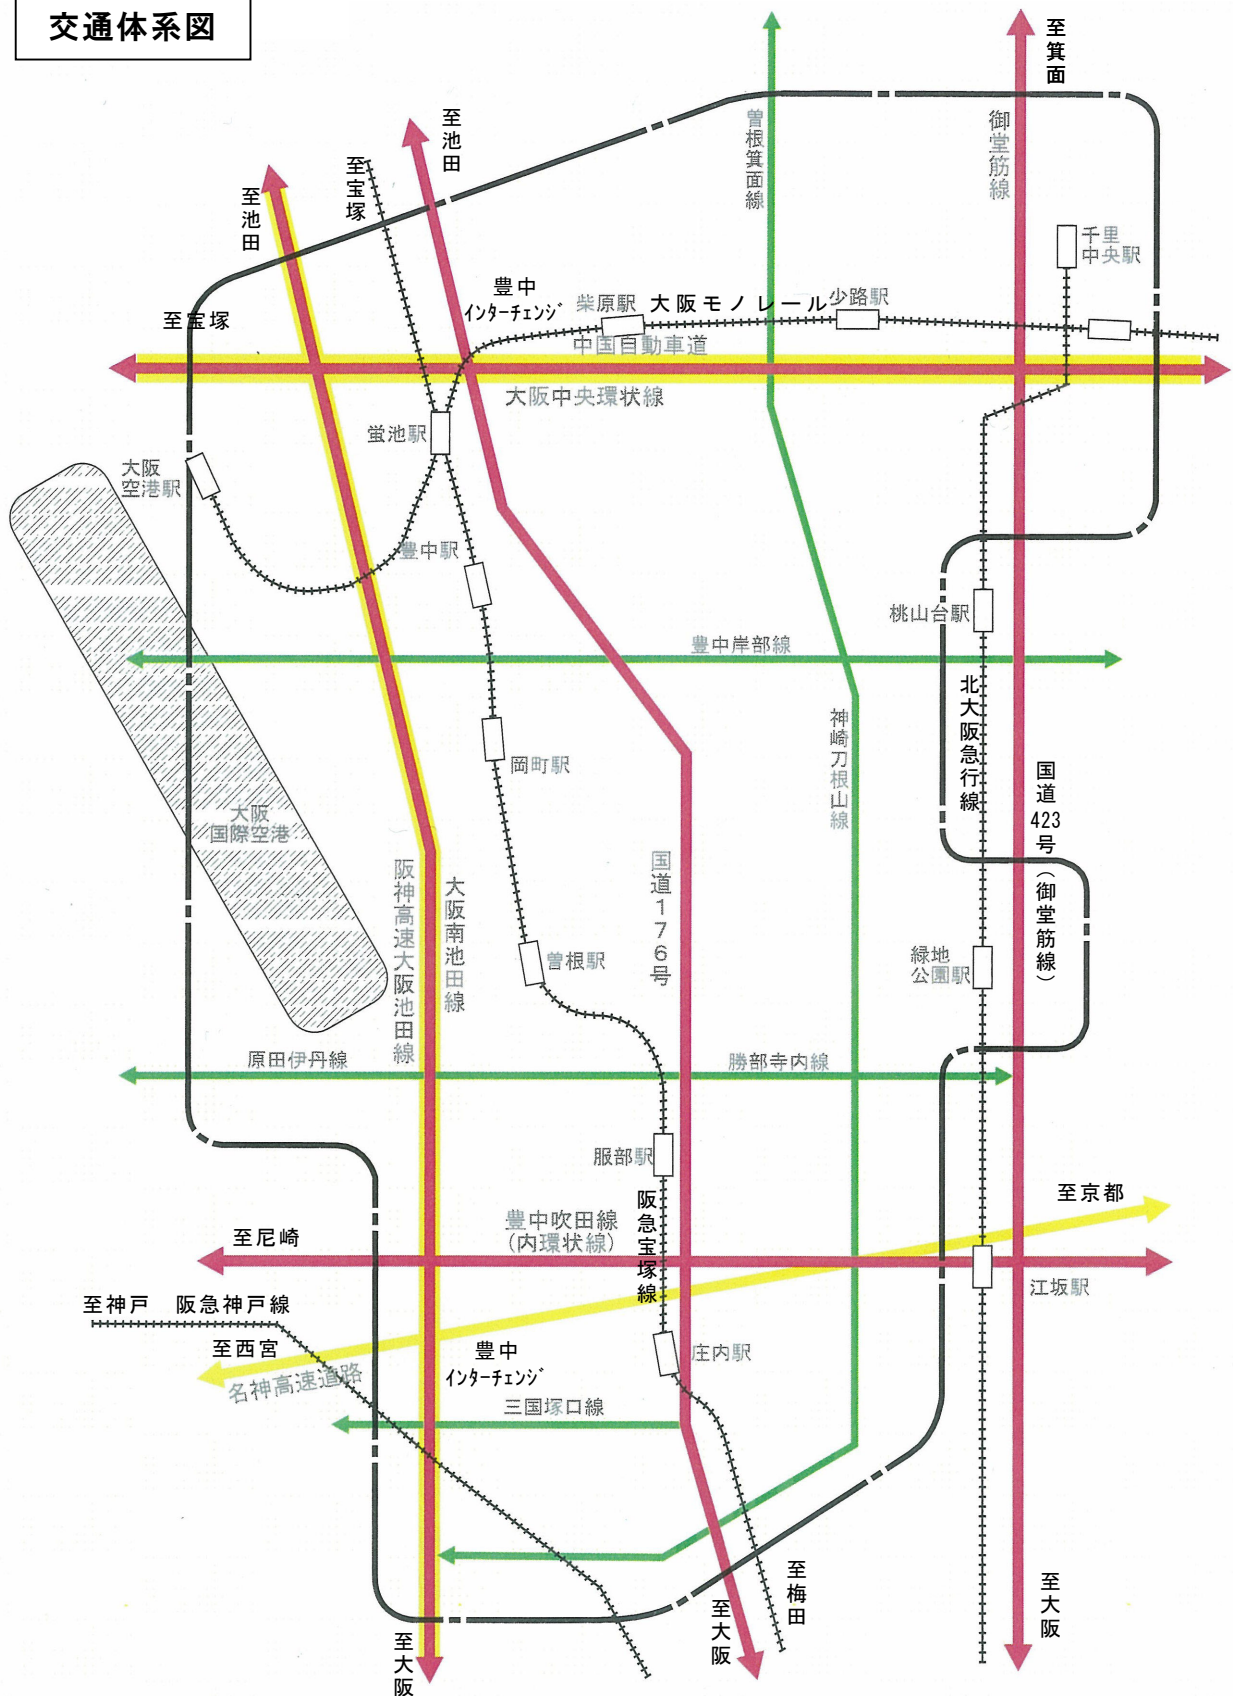 交通体系図
至箕面
至池田
至宝塚
至池田
曽根箕面線
御堂筋線
千里
中央駅
豊中
インターチェンジ
柴原駅
大阪モノレール
少路駅
至宝塚
中国自動車道
大阪中央環状線
蛍池駅
大阪
空港駅
豊中駅
桃山台駅
豊中岸部線
北大阪急行線
神崎刀根山線
岡町駅
国道423号(御堂筋線)
大阪
国際空港
阪神高速大阪池田線
大阪南池田線
国道176号
曽根駅
緑地
公園駅
原田伊丹線
勝部寺内線
服部駅
阪急宝塚線
至京都
豊中吹田線
(内環状線)
至尼崎
江坂駅
至神戸 阪急神戸線
至西宮
名神高速道路
豊中
インターチェンジ
庄内駅
三国塚口線
至梅田
至大阪
至大阪
至大阪